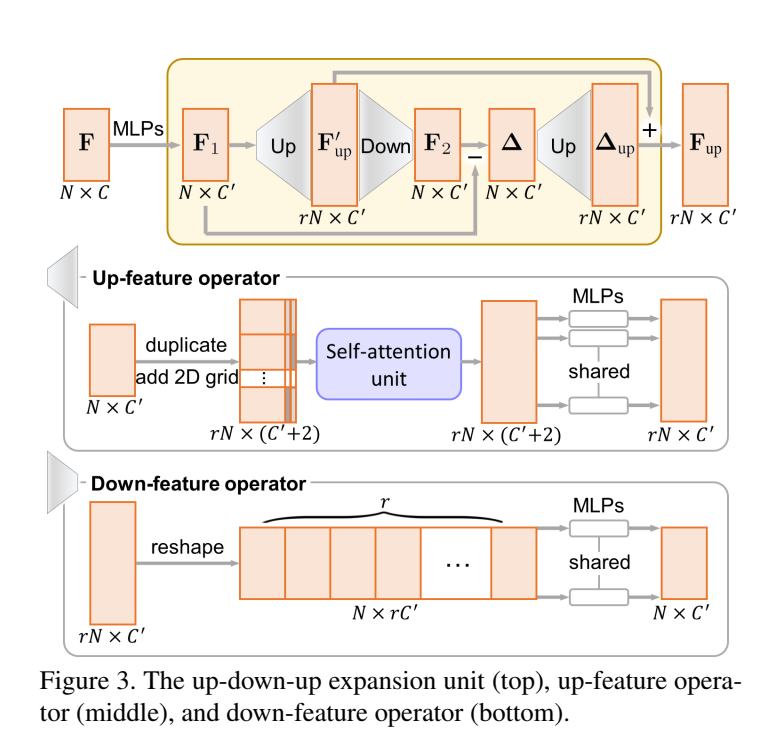 F
MLPs
F₁
Up
F′up
Down
F₂
−
Δ
Up
Δup
+
Fup
N × C
N × C′
rN × C′
N × C′
N × C′
rN × C′
rN × C′
Up-feature operator
duplicate
add 2D grid
N × C′
⋮
rN × (C′+2)
Self-attention
unit
rN × (C′+2)
MLPs
shared
rN × C′
Down-feature operator
rN × C′
reshape
r
...
N × rC′
MLPs
shared
N × C′
Figure 3. The up-down-up expansion unit (top), up-feature opera-
tor (middle), and down-feature operator (bottom).